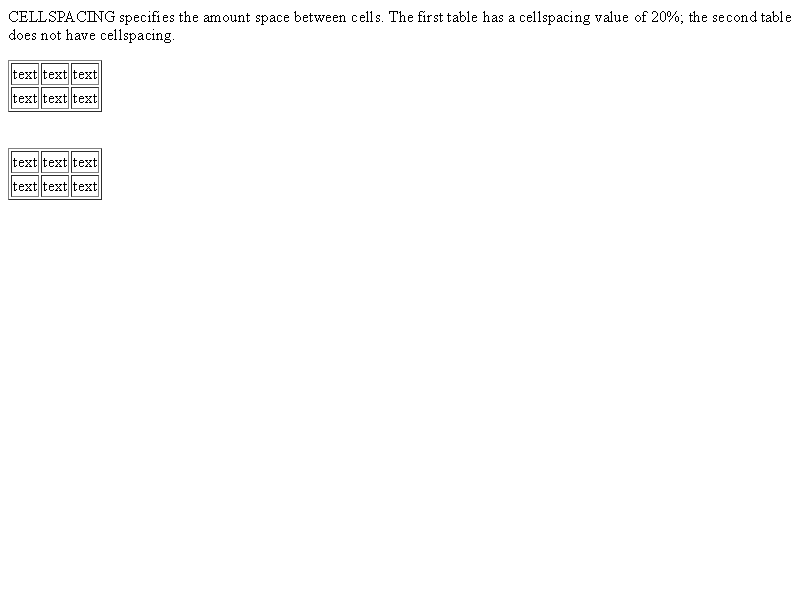 CELLSPACING specifies the amount space between cells. The first table has a cellspacing value of 20%; the second table
does not have cellspacing.
text text text
text text text
text text text
text text text